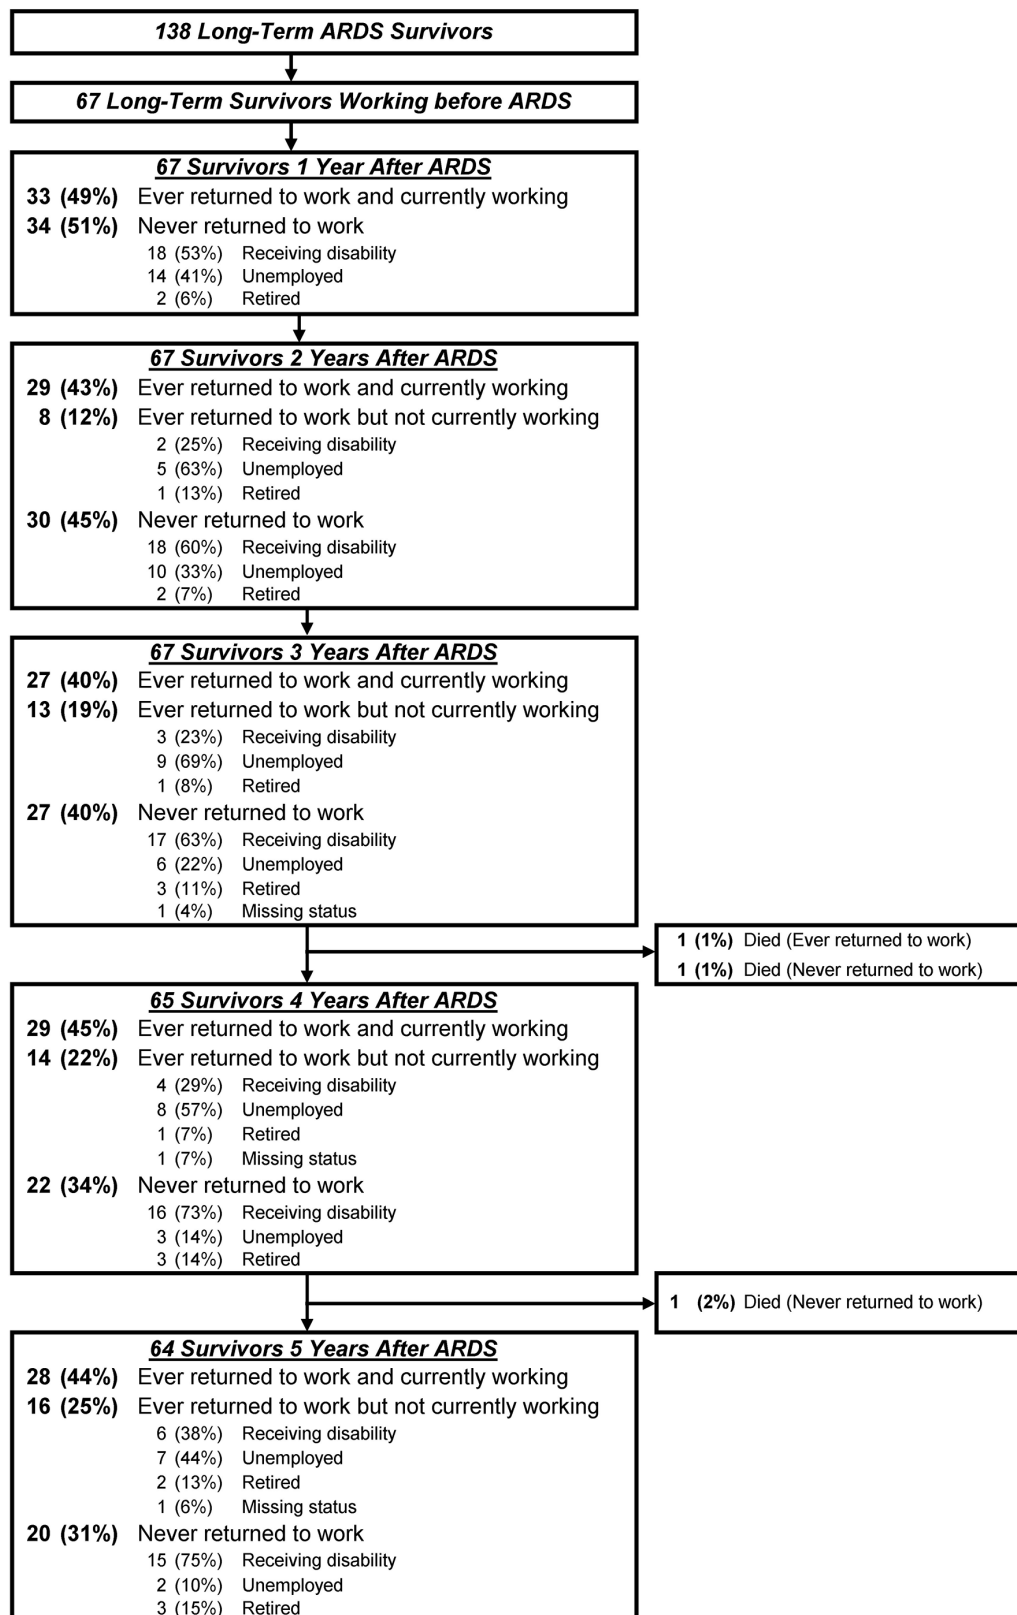 138 Long-Term ARDS Survivors
67 Long-Term Survivors Working before ARDS
67 Survivors 1 Year After ARDS
33 (49%) Ever returned to work and currently working
34 (51%) Never returned to work
18 (53%) Receiving disability
14 (41%) Unemployed
2 (6%) Retired
67 Survivors 2 Years After ARDS
29 (43%) Ever returned to work and currently working
8 (12%) Ever returned to work but not currently working
2 (25%) Receiving disability
5 (63%) Unemployed
1 (13%) Retired
30 (45%) Never returned to work
18 (60%) Receiving disability
10 (33%) Unemployed
2 (7%) Retired
67 Survivors 3 Years After ARDS
27 (40%) Ever returned to work and currently working
13 (19%) Ever returned to work but not currently working
3 (23%) Receiving disability
9 (69%) Unemployed
1 (8%) Retired
27 (40%) Never returned to work
17 (63%) Receiving disability
6 (22%) Unemployed
3 (11%) Retired
1 (4%) Missing status
1 (1%) Died (Ever returned to work)
1 (1%) Died (Never returned to work)
65 Survivors 4 Years After ARDS
29 (45%) Ever returned to work and currently working
14 (22%) Ever returned to work but not currently working
4 (29%) Receiving disability
8 (57%) Unemployed
1 (7%) Retired
1 (7%) Missing status
22 (34%) Never returned to work
16 (73%) Receiving disability
3 (14%) Unemployed
3 (14%) Retired
1 (2%) Died (Never returned to work)
64 Survivors 5 Years After ARDS
28 (44%) Ever returned to work and currently working
16 (25%) Ever returned to work but not currently working
6 (38%) Receiving disability
7 (44%) Unemployed
2 (13%) Retired
1 (6%) Missing status
20 (31%) Never returned to work
15 (75%) Receiving disability
2 (10%) Unemployed
3 (15%) Retired